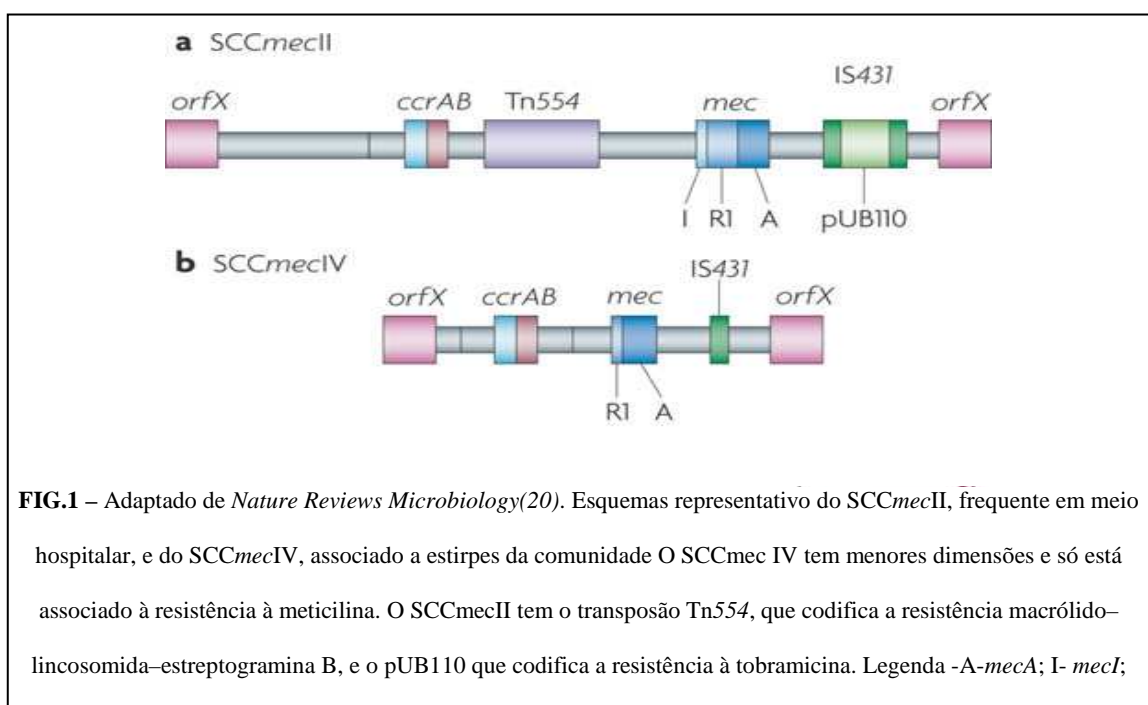 a SCCmecII
IS431
orfX ccrAB Tn554 mec orfX
I R1 A pUB110
b SCCmecIV
IS431
orfX ccrAB mec orfX
R1 A
FIG.1 – Adaptado de Nature Reviews Microbiology(20). Esquemas representativo do SCCmecII, frequente em meio
hospitalar, e do SCCmecIV, associado a estirpes da comunidade O SCCmec IV tem menores dimensões e só está
associado à resistência à meticilina. O SCCmecII tem o transposão Tn554, que codifica a resistência macrólido–
lincosomida–estreptogramina B, e o pUB110 que codifica a resistência à tobramicina. Legenda -A-mecA; I- mecI;